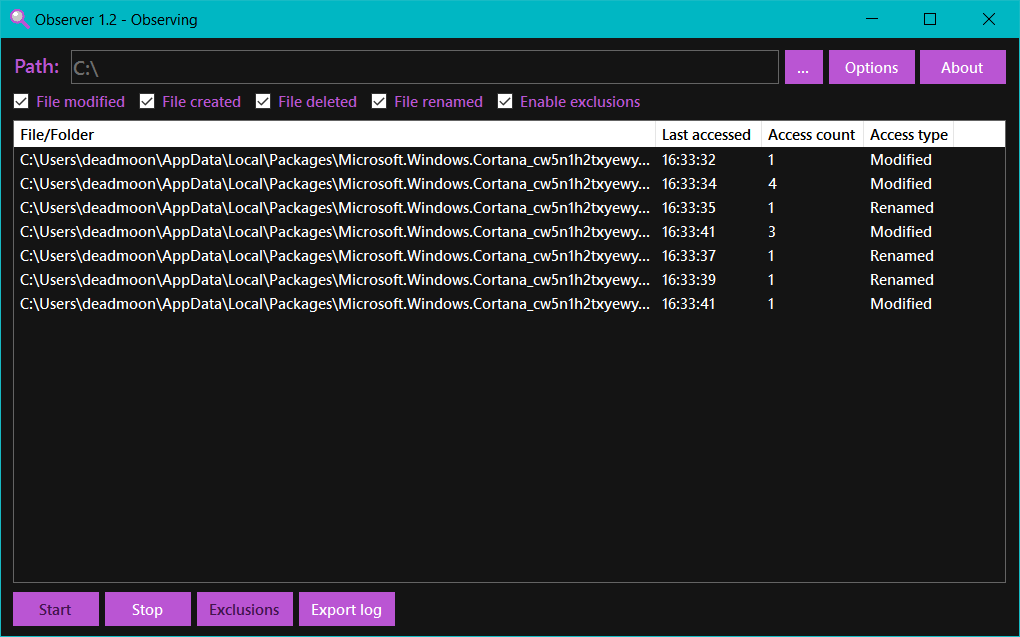 Observer 1.2 - Observing
Path: C:\ ... Options About
File modified File created File deleted File renamed Enable exclusions
File/Folder Last accessed Access count Access type
C:\Users\deadmoon\AppData\Local\Packages\Microsoft.Windows.Cortana_cw5n1h2txyewy... 16:33:32 1 Modified
C:\Users\deadmoon\AppData\Local\Packages\Microsoft.Windows.Cortana_cw5n1h2txyewy... 16:33:34 4 Modified
C:\Users\deadmoon\AppData\Local\Packages\Microsoft.Windows.Cortana_cw5n1h2txyewy... 16:33:35 1 Renamed
C:\Users\deadmoon\AppData\Local\Packages\Microsoft.Windows.Cortana_cw5n1h2txyewy... 16:33:41 3 Modified
C:\Users\deadmoon\AppData\Local\Packages\Microsoft.Windows.Cortana_cw5n1h2txyewy... 16:33:37 1 Renamed
C:\Users\deadmoon\AppData\Local\Packages\Microsoft.Windows.Cortana_cw5n1h2txyewy... 16:33:39 1 Renamed
C:\Users\deadmoon\AppData\Local\Packages\Microsoft.Windows.Cortana_cw5n1h2txyewy... 16:33:41 1 Modified
Start Stop Exclusions Export log